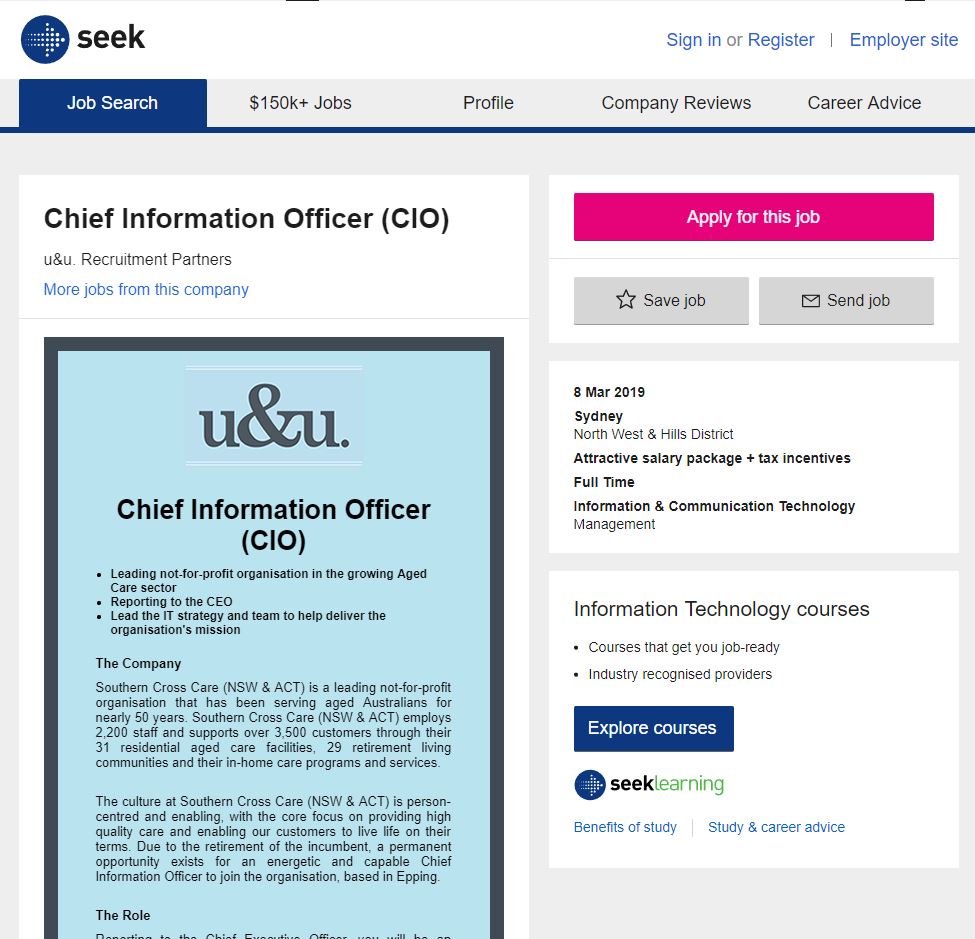 seek
Sign in or Register | Employer site
Job Search
$150k+ Jobs
Profile
Company Reviews
Career Advice
Chief Information Officer (CIO)
u&u. Recruitment Partners
More jobs from this company
u&u.
Chief Information Officer
(CIO)
• Leading not-for-profit organisation in the growing Aged
Care sector
• Reporting to the CEO
• Lead the IT strategy and team to help deliver the
organisation's mission
The Company
Southern Cross Care (NSW & ACT) is a leading not-for-profit
organisation that has been serving aged Australians for
nearly 50 years. Southern Cross Care (NSW & ACT) employs
2,200 staff and supports over 3,500 customers through their
31 residential aged care facilities, 29 retirement living
communities and their in-home care programs and services.
The culture at Southern Cross Care (NSW & ACT) is person-
centred and enabling, with the core focus on providing high
quality care and enabling our customers to live life on their
terms. Due to the retirement of the incumbent, a permanent
opportunity exists for an energetic and capable Chief
Information Officer to join the organisation, based in Epping.
The Role
Reporting to the Chief Executive Officer, you will be an
Apply for this job
Save job
Send job
8 Mar 2019
Sydney
North West & Hills District
Attractive salary package + tax incentives
Full Time
Information & Communication Technology
Management
Information Technology courses
• Courses that get you job-ready
• Industry recognised providers
Explore courses
seeklearning
Benefits of study | Study & career advice